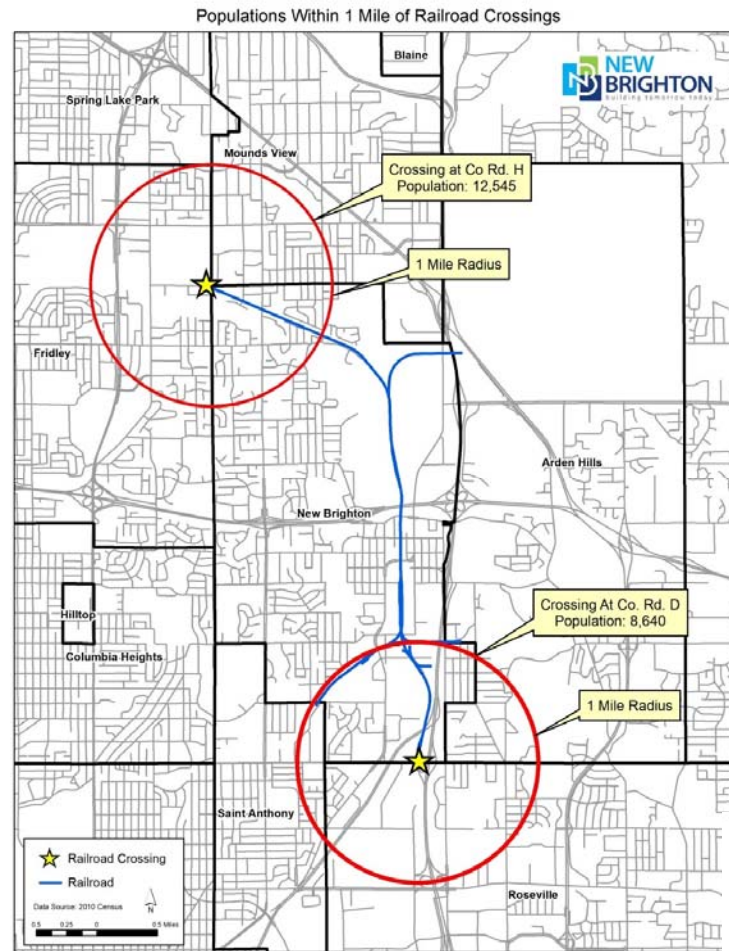 Populations Within 1 Mile of Railroad Crossings
Blaine
NEW
BRIGHTON
building tomorrow today
Spring Lake Park
Mounds View
Crossing at Co Rd. H
Population: 12,545
1 Mile Radius
Fridley
Arden Hills
New Brighton
Crossing At Co. Rd. D
Population: 8,640
Hilltop
Columbia Heights
1 Mile Radius
Saint Anthony
Railroad Crossing
Railroad
Data Source: 2010 Census
N
0.5 0.25 0 0.5 Miles
Roseville